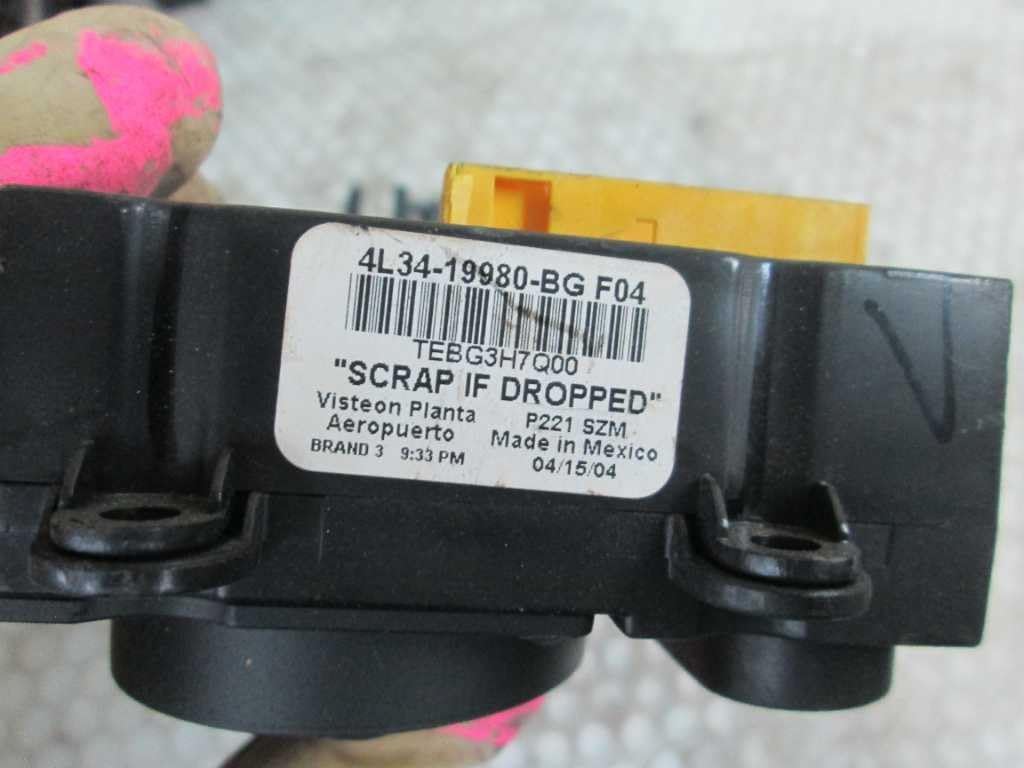 4L34-19980-BG F04
TEBG3H7Q00
"SCRAP IF DROPPED"
Visteon Planta P221 SZM
Aeropuerto Made in Mexico
BRAND 3 9:33 PM 04/15/04